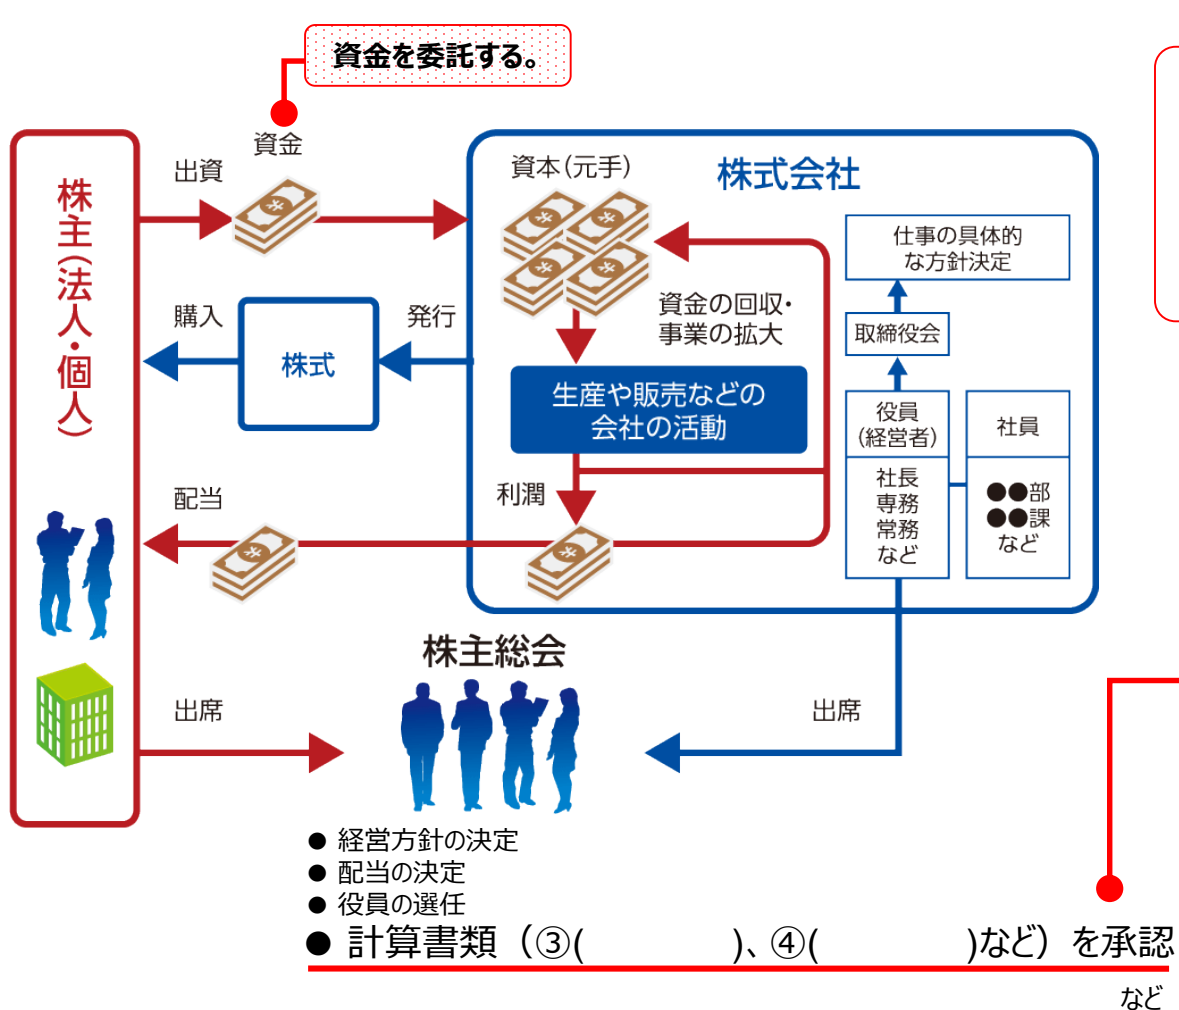 資金を委託する。
資金
出資
株主(法人・個人)
購入
株式
発行
配当
出席
資本(元手)
株式会社
資金の回収・
事業の拡大
生産や販売などの
会社の活動
利潤
仕事の具体的
な方針決定
取締役会
役員
(経営者)
社長
専務
常務
など
社員
●●部
●●課
など
株主総会
出席
● 経営方針の決定
● 配当の決定
● 役員の選任
● 計算書類（③(　　　　)、④(　　　　)など）を承認
など